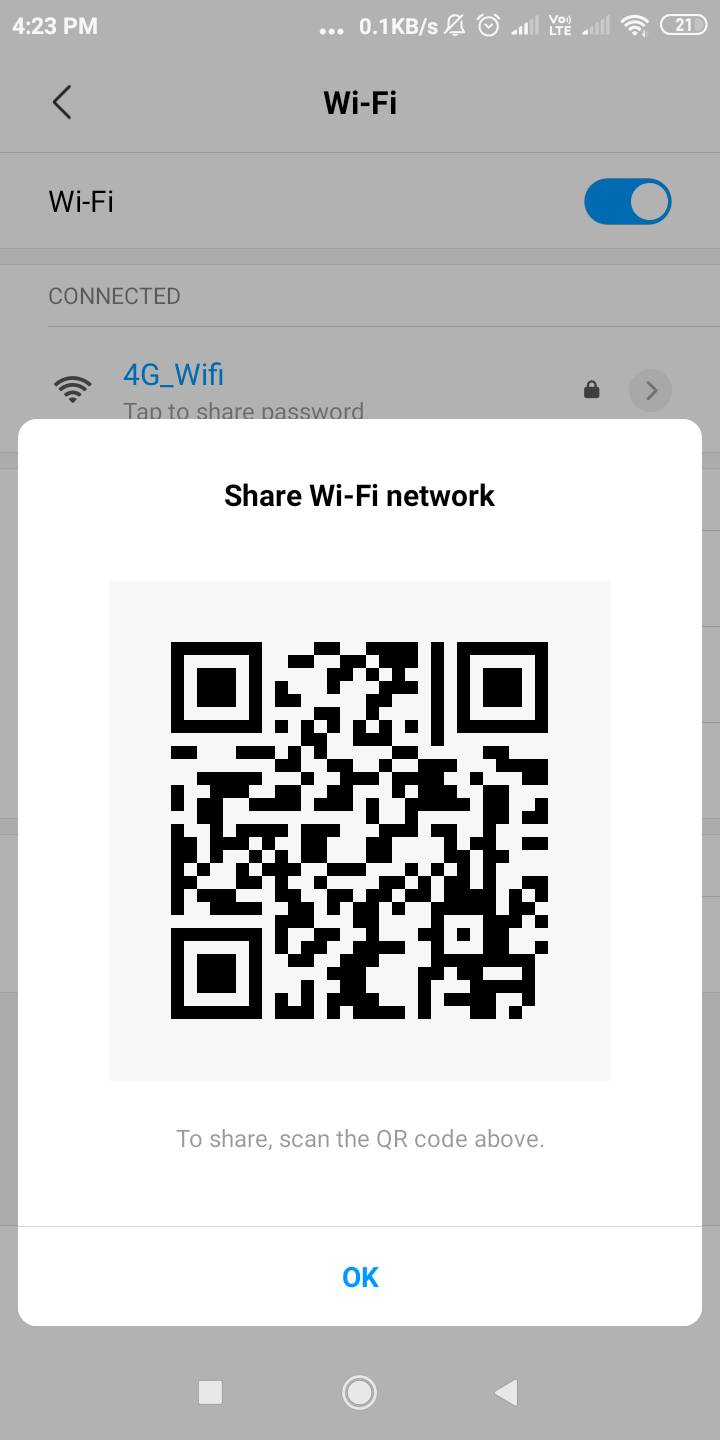 4:23 PM ... 0.1KB/s Vo)) LTE 21
Wi-Fi
Wi-Fi
CONNECTED
4G_Wifi
Tap to share password
Share Wi-Fi network
To share, scan the QR code above.
OK